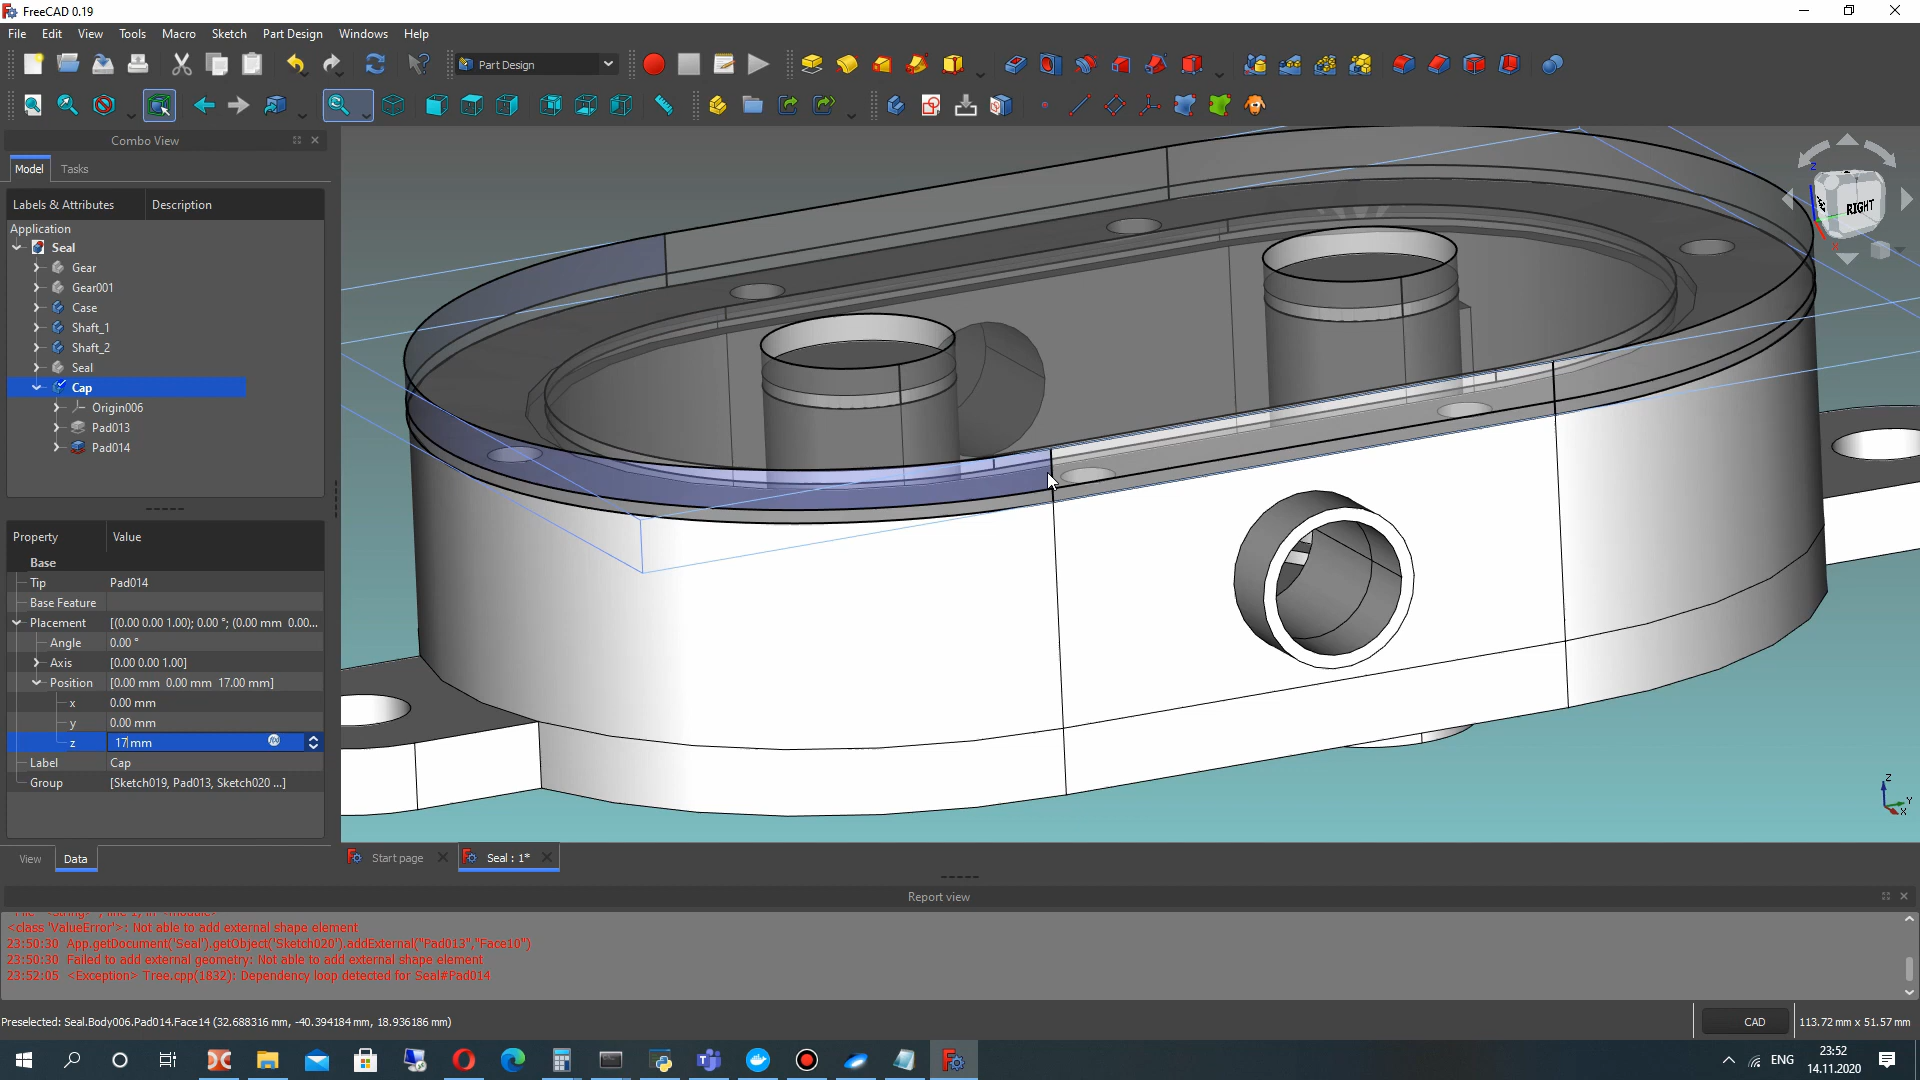 FreeCAD 0.19
File Edit View Tools Macro Sketch Part Design Windows Help
Part Design
Combo View
Model Tasks
Labels & Attributes Description
Application
Seal
Gear
Gear001
Case
Shaft_1
Shaft_2
Seal
Cap
Origin006
Pad013
Pad014
Property Value
Base
Tip Pad014
Base Feature
Placement [(0.00 0.00 1.00); 0.00 °; (0.00 mm 0.00...
Angle 0.00 °
Axis [0.00 0.00 1.00]
Position [0.00 mm 0.00 mm 17.00 mm]
x 0.00 mm
y 0.00 mm
z 17 mm
Label Cap
Group [Sketch019, Pad013, Sketch020 ...]
View Data
RIGHT
Z
Z
Y
X
Start page
Seal : 1*
Report view
<class 'ValueError'>: Not able to add external shape element
23:50:30 App.getDocument('Seal').getObject('Sketch020').addExternal("Pad013","Face10")
23:50:30 Failed to add external geometry: Not able to add external shape element
23:52:05 <Exception> Tree.cpp(1832): Dependency loop detected for Seal#Pad014
Preselected: Seal.Body006.Pad014.Face14 (32.688316 mm, -40.394184 mm, 18.936186 mm)
CAD
113.72 mm x 51.57 mm
ENG
23:52
14.11.2020